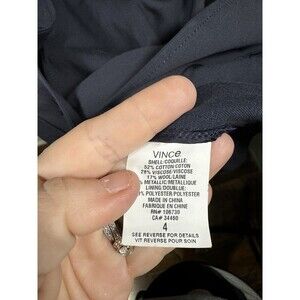 VINCE
SHELL/COQUILLE:
52% COTTON/COTON
28% VISCOSE/VISCOSE
17% WOOL/LAINE
% METALLIC/METALLIQUE
LINING/DOUBLURE:
% POLYESTER/POLYESTER
MADE IN CHINA
FABRIQUE EN CHINE
RN# 106730
CA# 34460
4
SEE REVERSE FOR DETAILS
VIT REVERSE POUR SOIN